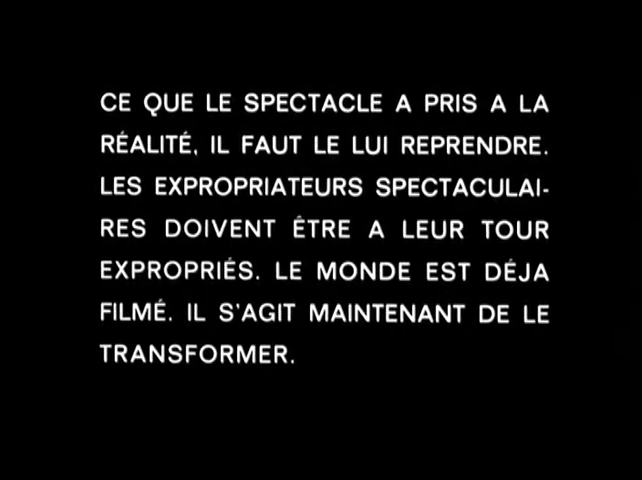 CE QUE LE SPECTACLE A PRIS A LA
RÉALITÉ, IL FAUT LE LUI REPRENDRE.
LES EXPROPRIATEURS SPECTACULAI-
RES DOIVENT ÊTRE A LEUR TOUR
EXPROPRIÉS. LE MONDE EST DÉJA
FILMÉ. IL S'AGIT MAINTENANT DE LE
TRANSFORMER.